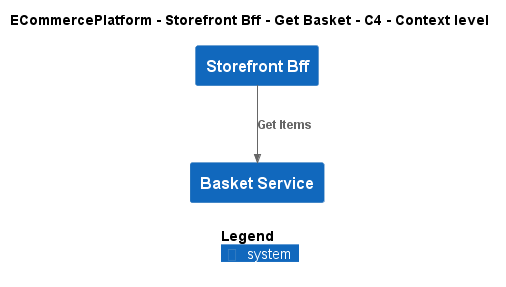 ECommercePlatform - Storefront Bff - Get Basket - C4 - Context level
Storefront Bff
Get Items
Basket Service
Legend
system